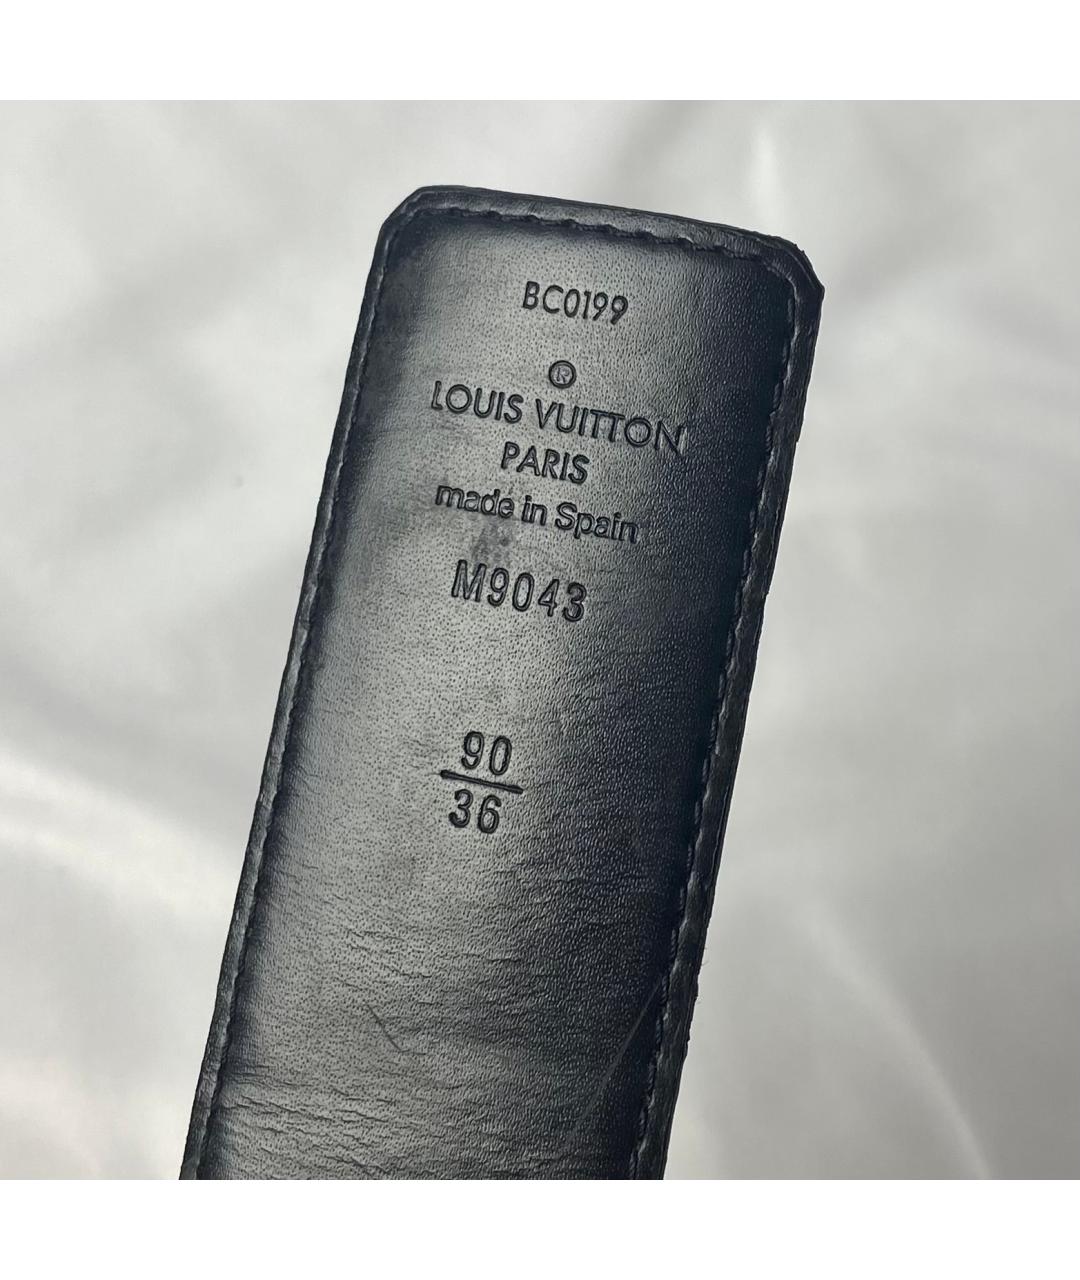 BC0199
®
LOUIS VUITTON
PARIS
made in Spain
M9043
90
36